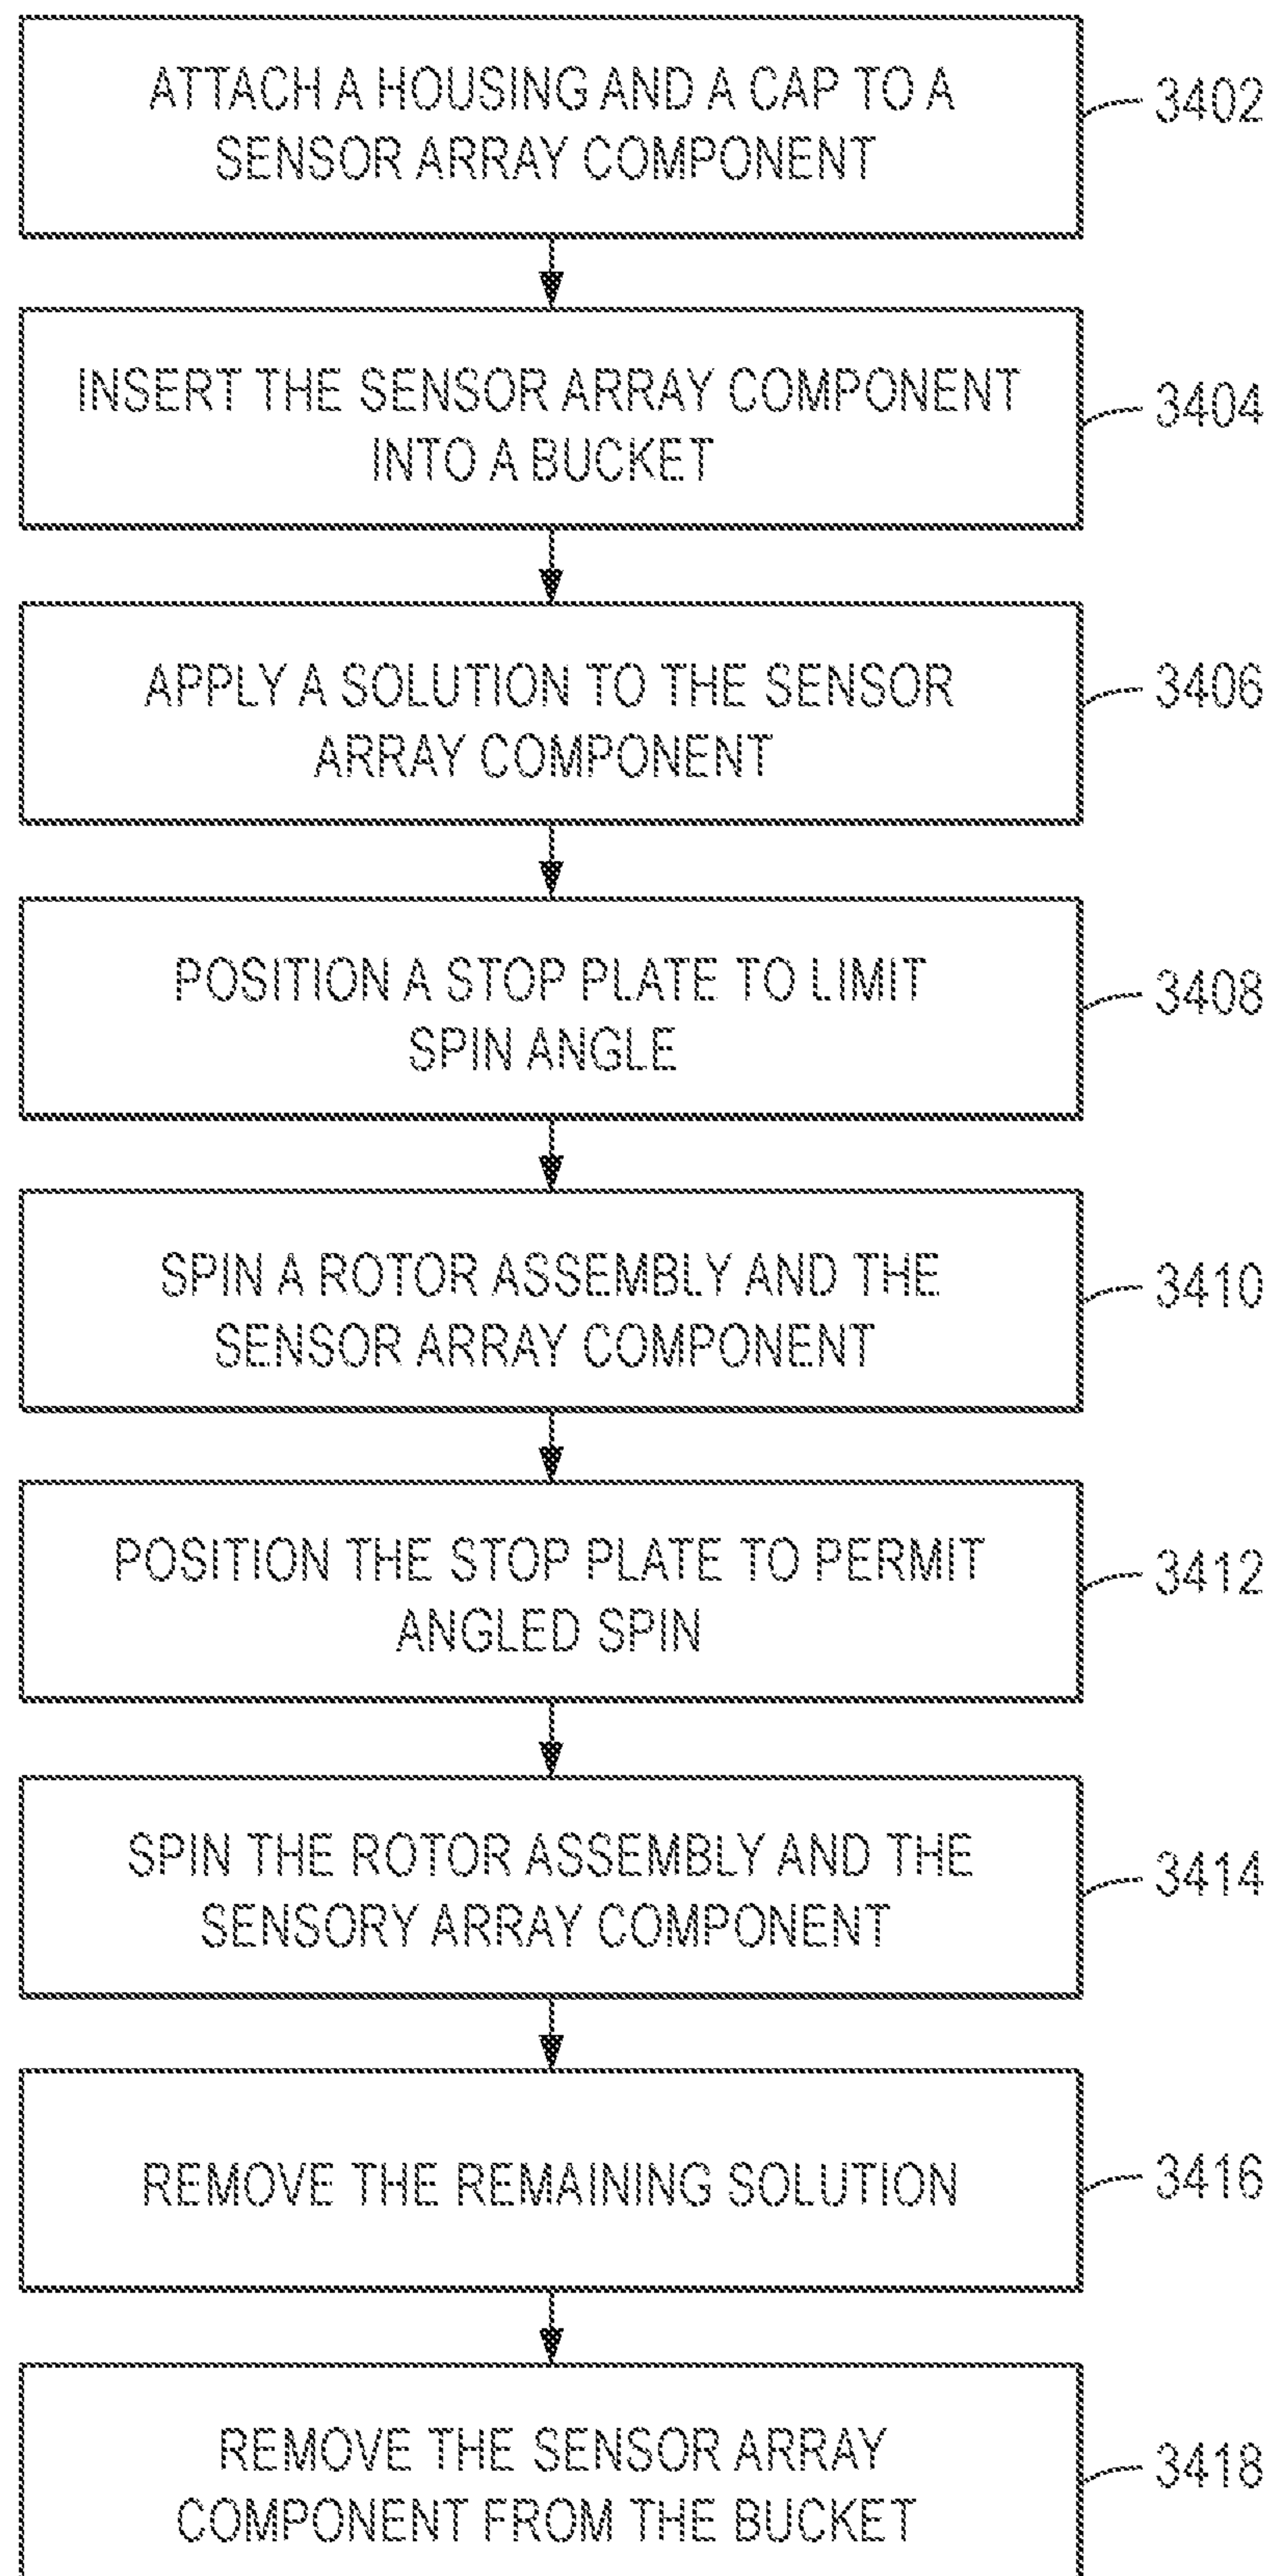 ATTACH A HOUSING AND A CAP TO A
SENSOR ARRAY COMPONENT
3402
INSERT THE SENSOR ARRAY COMPONENT
INTO A BUCKET
3404
APPLY A SOLUTION TO THE SENSOR
ARRAY COMPONENT
3406
POSITION A STOP PLATE TO LIMIT
SPIN ANGLE
3408
SPIN A ROTOR ASSEMBLY AND THE
SENSOR ARRAY COMPONENT
3410
POSITION THE STOP PLATE TO PERMIT
ANGLED SPIN
3412
SPIN THE ROTOR ASSEMBLY AND THE
SENSORY ARRAY COMPONENT
3414
REMOVE THE REMAINING SOLUTION
3416
REMOVE THE SENSOR ARRAY
COMPONENT FROM THE BUCKET
3418